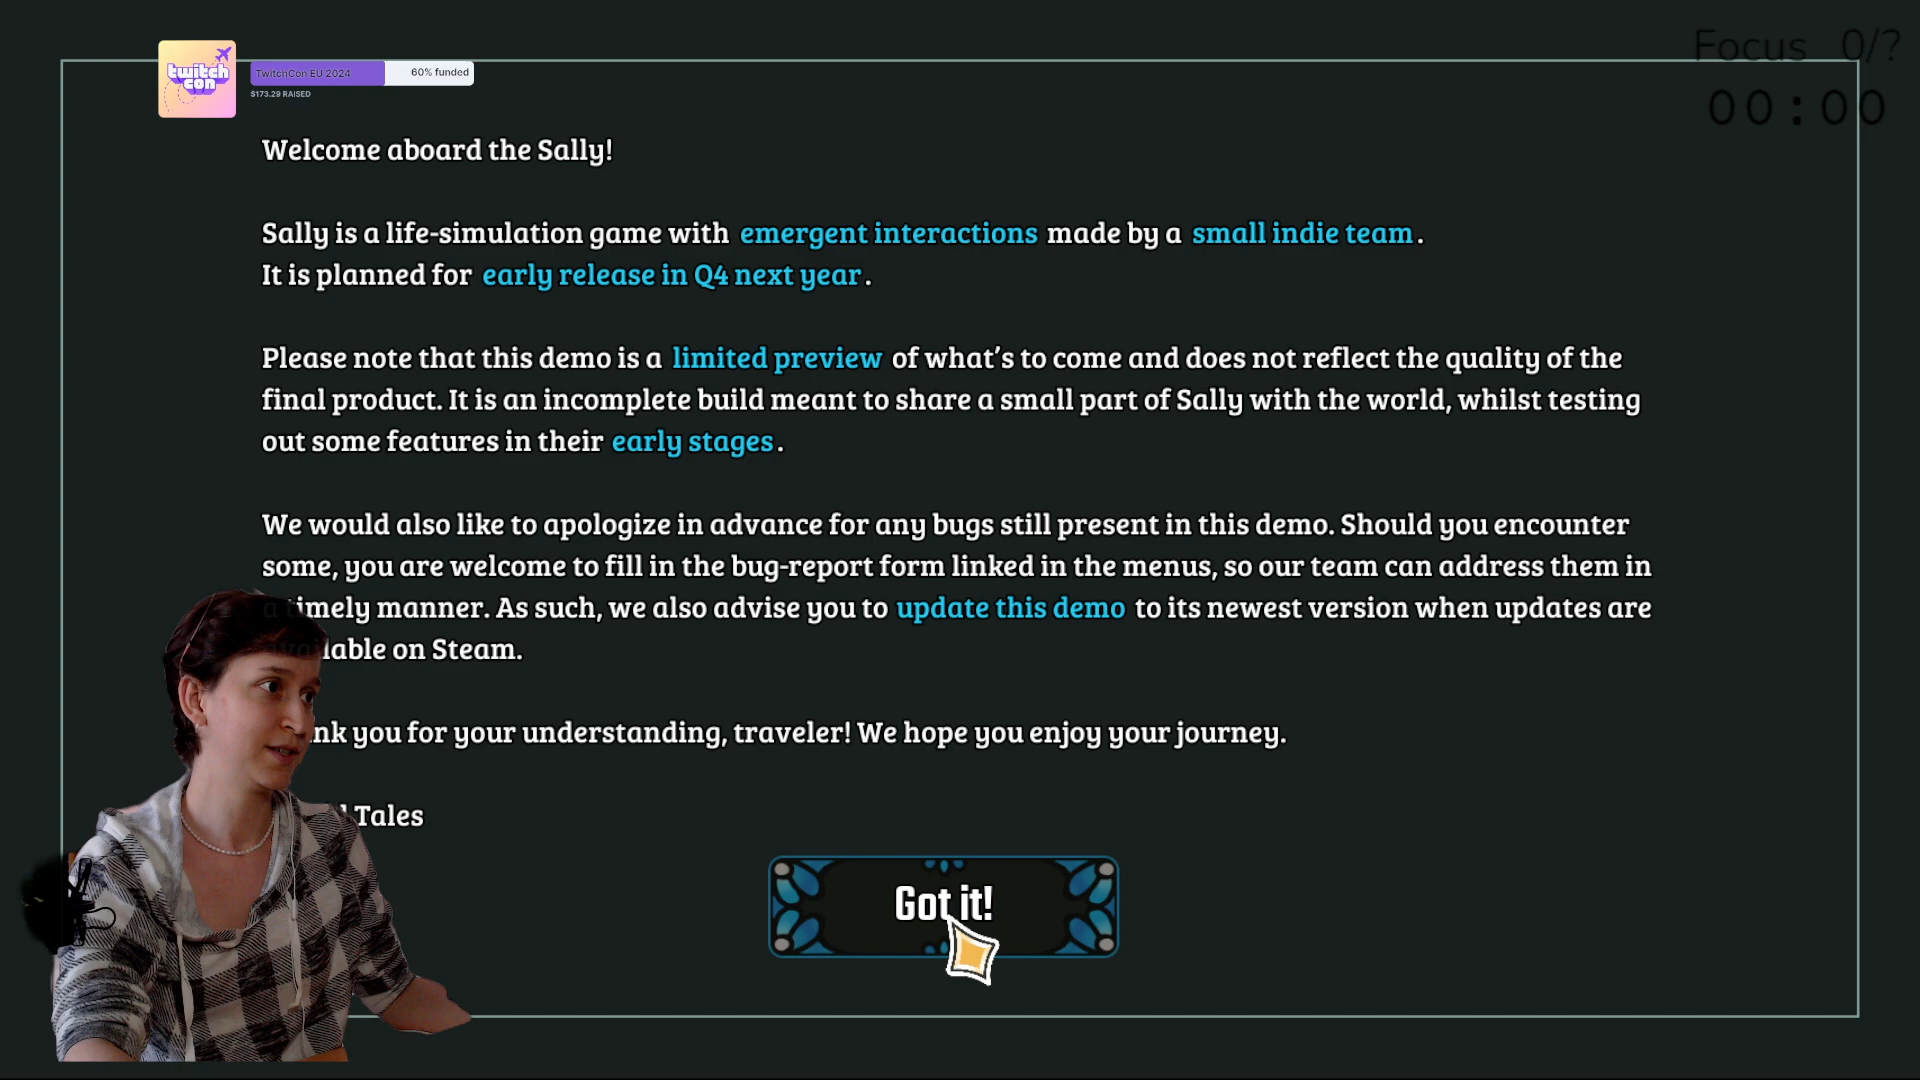 Focus 0/?
twitch
con
TwitchCon EU 2024 60% funded
$173.29 RAISED
00:00
Welcome aboard the Sally!
Sally is a life-simulation game with emergent interactions made by a small indie team.
It is planned for early release in Q4 next year.
Please note that this demo is a limited preview of what's to come and does not reflect the quality of the
final product. It is an incomplete build meant to share a small part of Sally with the world, whilst testing
out some features in their early stages.
We would also like to apologize in advance for any bugs still present in this demo. Should you encounter
some, you are welcome to fill in the bug-report form linked in the menus, so our team can address them in
a timely manner. As such, we also advise you to update this demo to its newest version when updates are
available on Steam.
you for your understanding, traveler! We hope you enjoy your journey.
Tales
Got it!